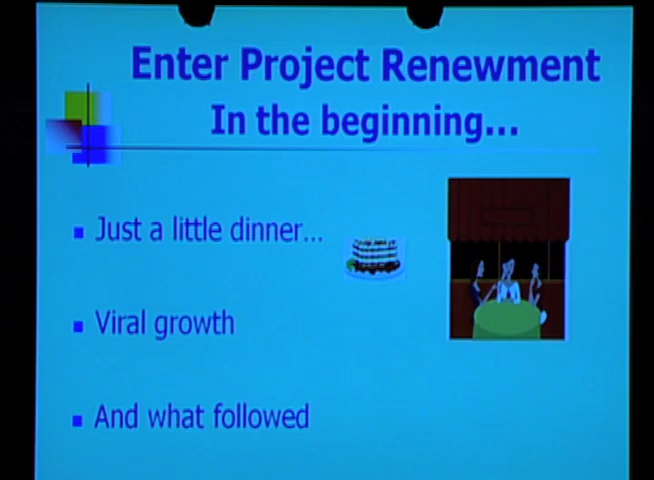 Enter Project Renewment
In the beginning...
Just a little dinner...
Viral growth
And what followed